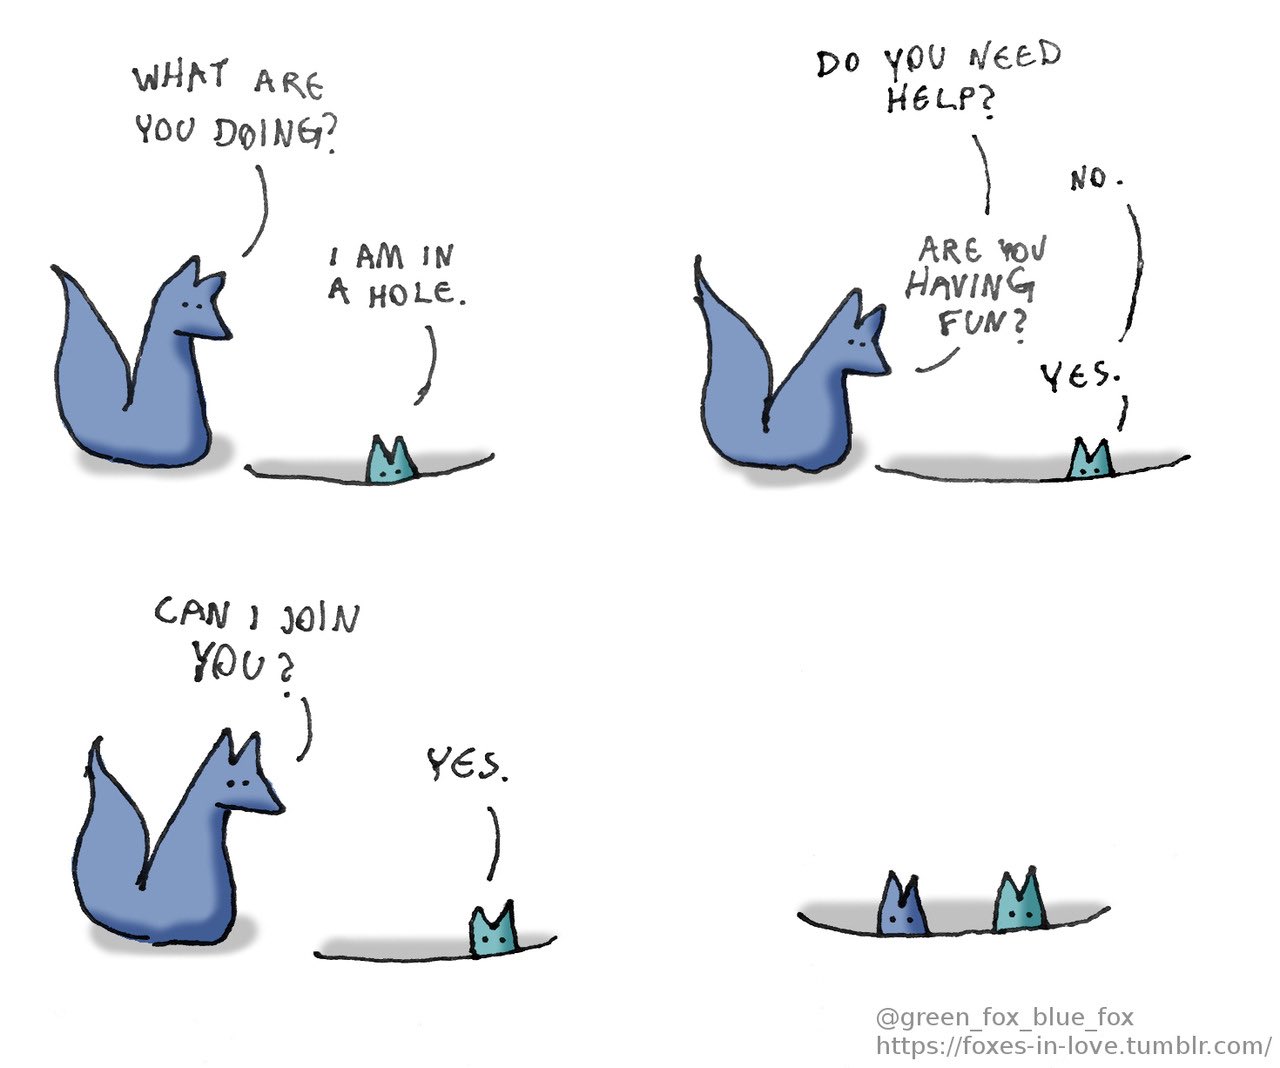 WHAT ARE
YOU DOING?
I AM IN
A HOLE.
DO YOU NEED
HELP?
NO.
ARE YOU
HAVING
FUN?
YES.
CAN I JOIN
YOU?
YES.
@green_fox_blue_fox
https://foxes-in-love.tumblr.com/